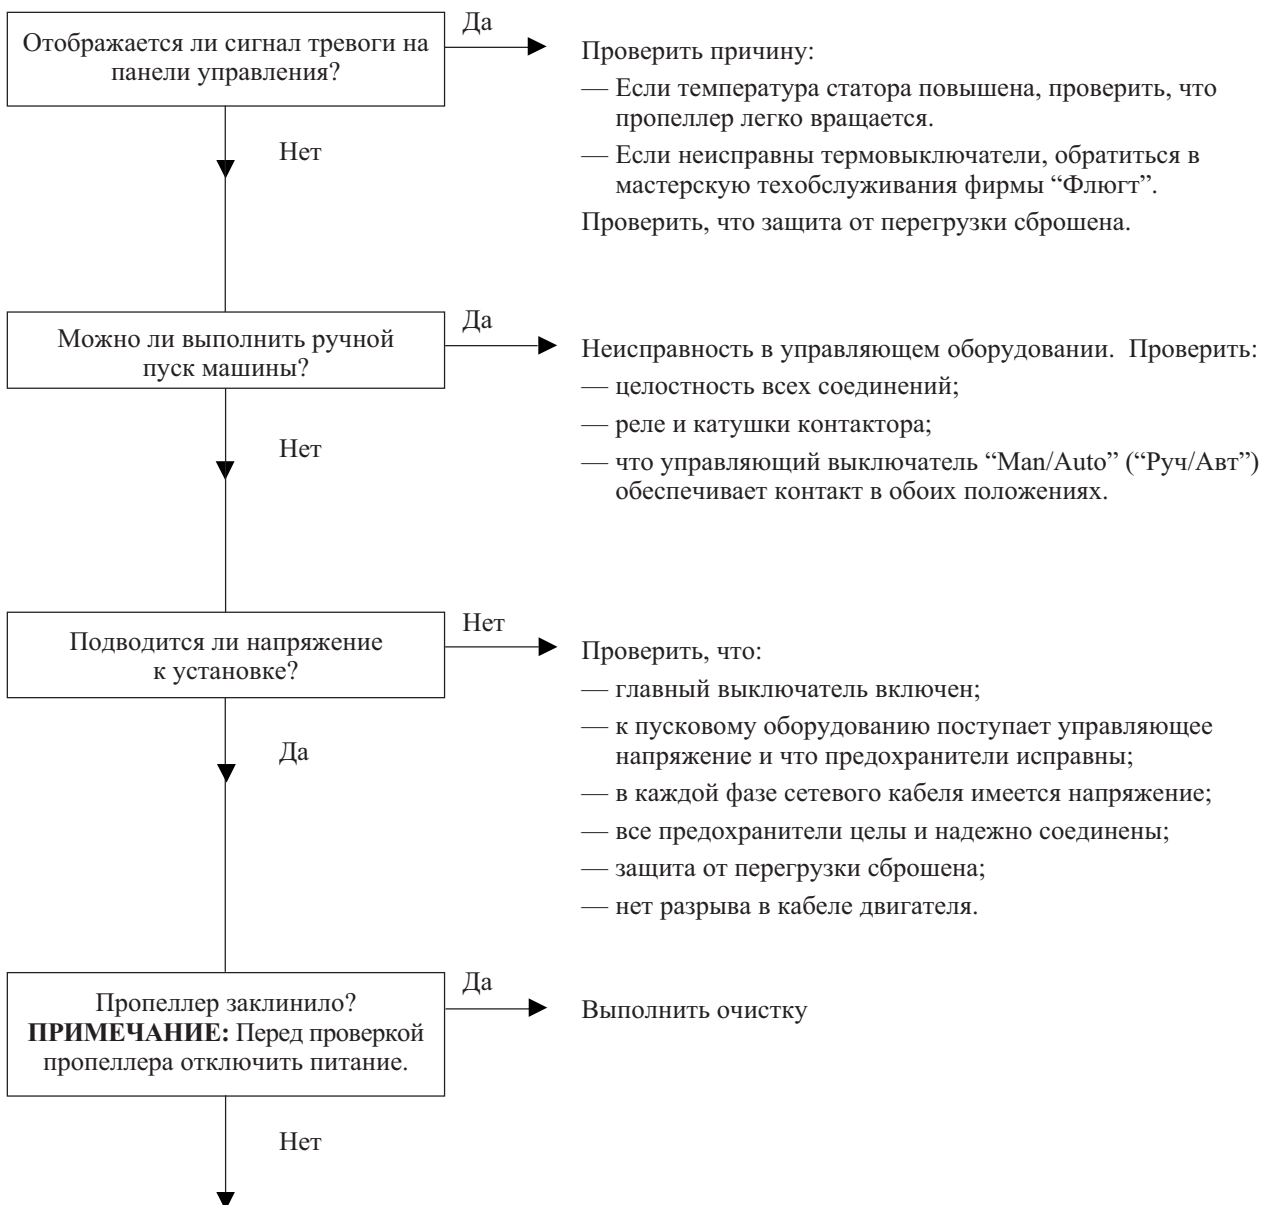 Отображается ли сигнал тревоги на
панели управления?
Да
Проверить причину:
— Если температура статора повышена, проверить, что
пропеллер легко вращается.
— Если неисправны термовыключатели, обратиться в
мастерскую техобслуживания фирмы “Флюгт”.
Проверить, что защита от перегрузки сброшена.
Нет
Можно ли выполнить ручной
пуск машины?
Да
Неисправность в управляющем оборудовании. Проверить:
— целостность всех соединений;
— реле и катушки контактора;
— что управляющий выключатель “Man/Auto” (“Руч/Авт”)
обеспечивает контакт в обоих положениях.
Нет
Подводится ли напряжение
к установке?
Нет
Проверить, что:
— главный выключатель включен;
— к пусковому оборудованию поступает управляющее
напряжение и что предохранители исправны;
— в каждой фазе сетевого кабеля имеется напряжение;
— все предохранители целы и надежно соединены;
— защита от перегрузки сброшена;
— нет разрыва в кабеле двигателя.
Да
Пропеллер заклинило?
ПРИМЕЧАНИЕ: Перед проверкой
пропеллера отключить питание.
Да
Выполнить очистку
Нет